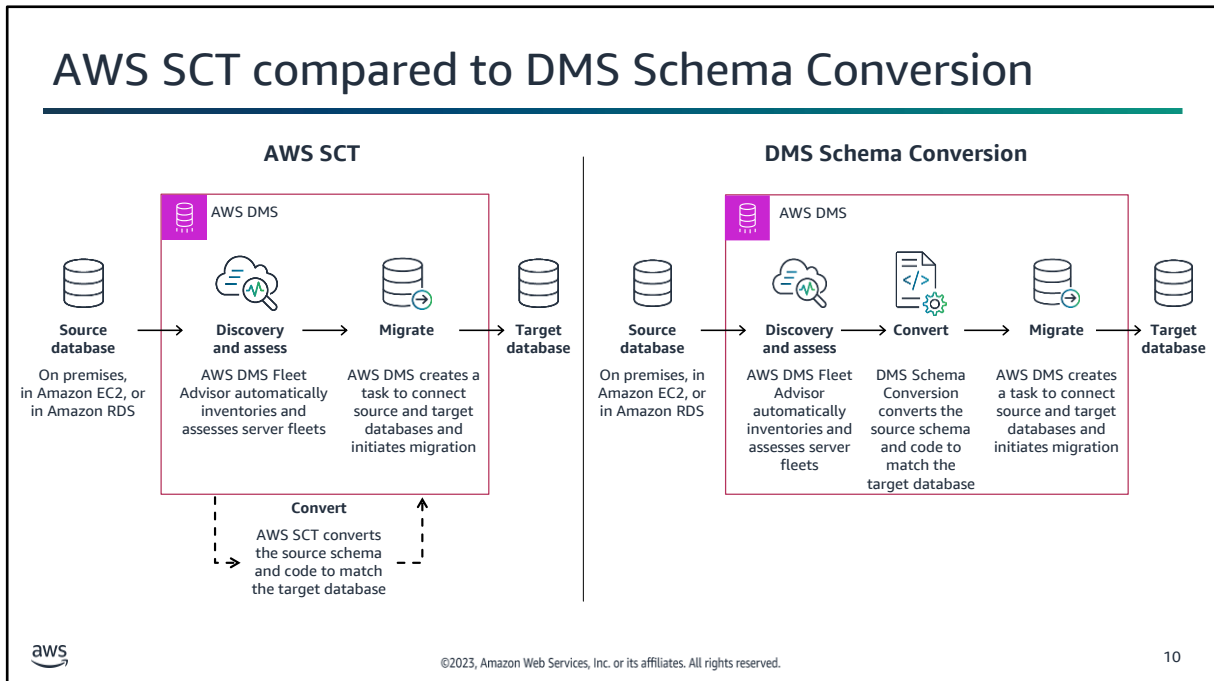 AWS SCT compared to DMS Schema Conversion
AWS SCT
AWS DMS
Source
database
On premises,
in Amazon EC2, or
in Amazon RDS
Discovery
and assess
AWS DMS Fleet
Advisor automatically
inventories and
assesses server fleets
Migrate
AWS DMS creates a
task to connect
source and target
databases and
initiates migration
Target
database
Convert
AWS SCT converts
the source schema
and code to match
the target database
DMS Schema Conversion
AWS DMS
Source
database
On premises, in
Amazon EC2, or
in Amazon RDS
Discovery
and assess
AWS DMS Fleet
Advisor
automatically
inventories and
assesses server
fleets
</>
Convert
DMS Schema
Conversion
converts the
source schema
and code to
match the
target database
Migrate
AWS DMS creates
a task to connect
source and target
databases and
initiates migration
Target
database
aws
©2023, Amazon Web Services, Inc. or its affiliates. All rights reserved.
10